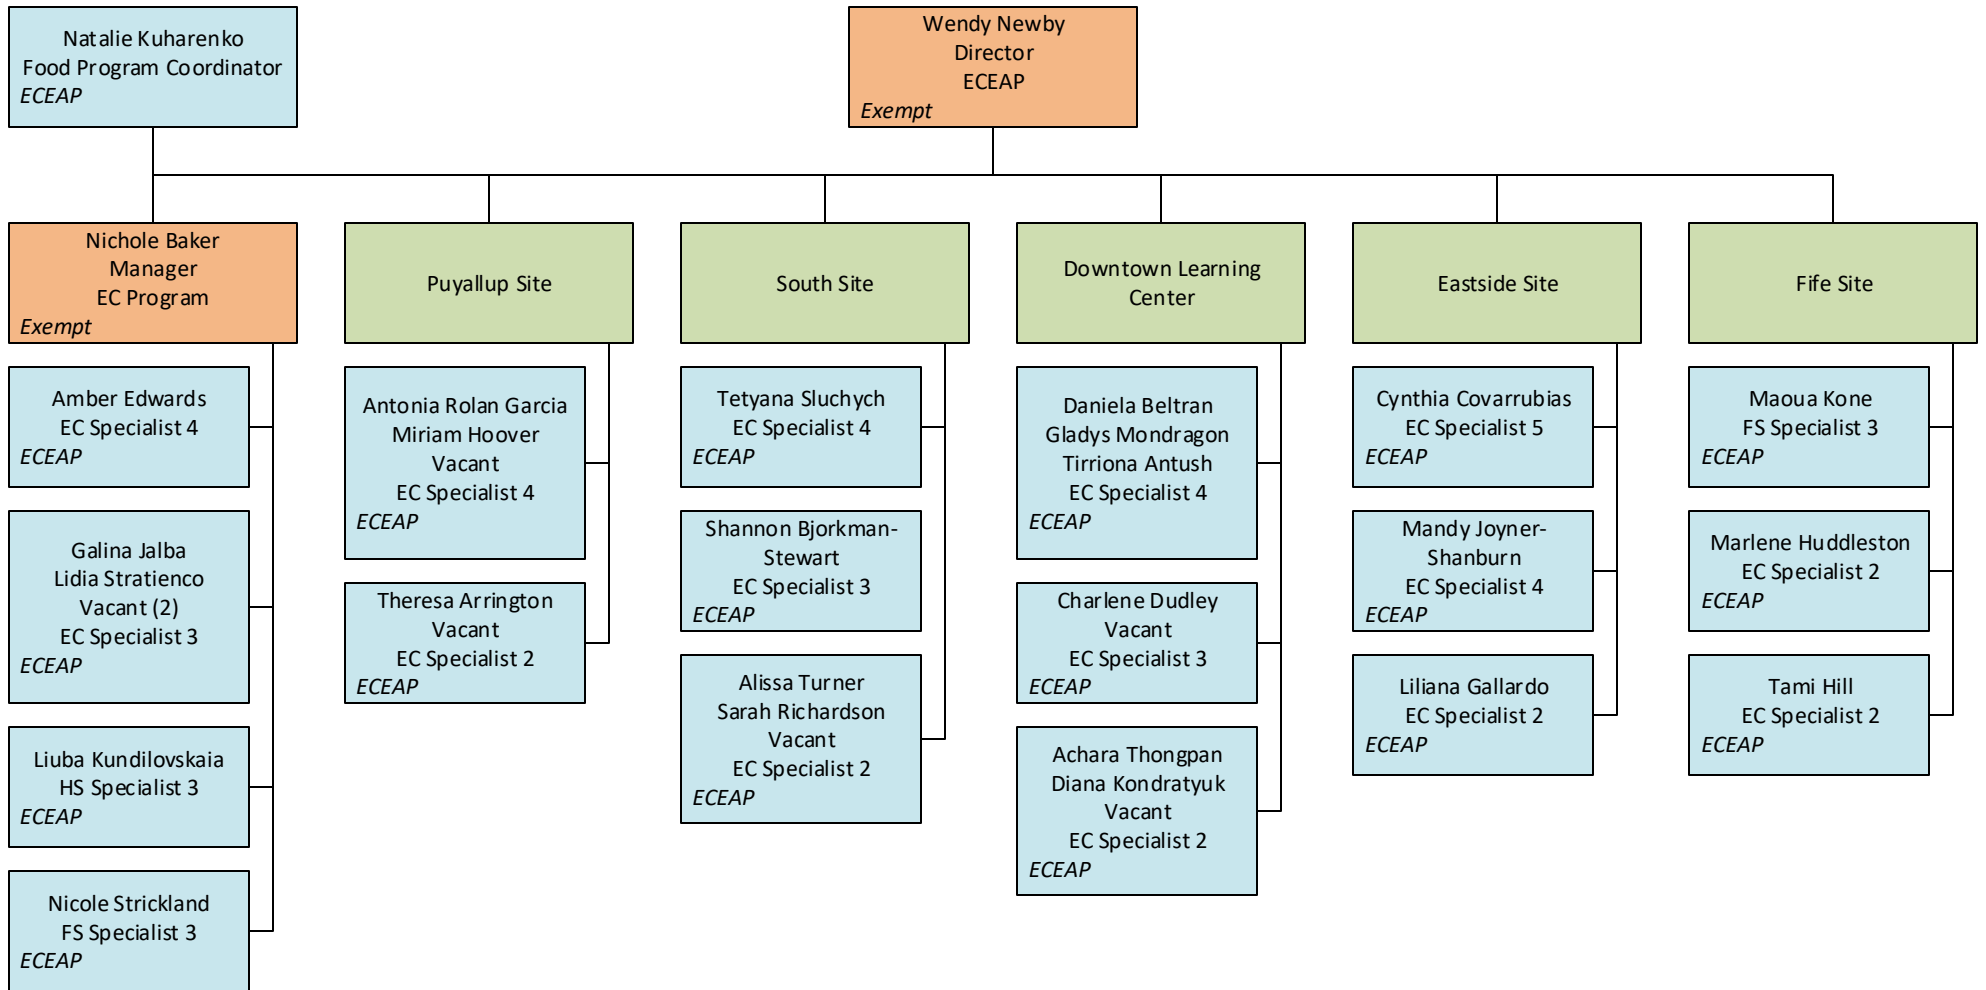 Natalie Kuharenko
Food Program Coordinator
ECEAP
Wendy Newby
Director
ECEAP
Exempt
Nichole Baker
Manager
EC Program
Exempt
Puyallup Site
South Site
Downtown Learning
Center
Eastside Site
Fife Site
Amber Edwards
EC Specialist 4
ECEAP
Galina Jalba
Lidia Stratienco
Vacant (2)
EC Specialist 3
ECEAP
Liuba Kundilovskaia
HS Specialist 3
ECEAP
Nicole Strickland
FS Specialist 3
ECEAP
Antonia Rolan Garcia
Miriam Hoover
Vacant
EC Specialist 4
ECEAP
Theresa Arrington
Vacant
EC Specialist 2
ECEAP
Tetyana Sluchych
EC Specialist 4
ECEAP
Shannon Bjorkman-
Stewart
EC Specialist 3
ECEAP
Alissa Turner
Sarah Richardson
Vacant
EC Specialist 2
ECEAP
Daniela Beltran
Gladys Mondragon
Tirriona Antush
EC Specialist 4
ECEAP
Charlene Dudley
Vacant
EC Specialist 3
ECEAP
Achara Thongpan
Diana Kondratyuk
Vacant
EC Specialist 2
ECEAP
Cynthia Covarrubias
EC Specialist 5
ECEAP
Mandy Joyner-
Shanburn
EC Specialist 4
ECEAP
Liliana Gallardo
EC Specialist 2
ECEAP
Maoua Kone
FS Specialist 3
ECEAP
Marlene Huddleston
EC Specialist 2
ECEAP
Tami Hill
EC Specialist 2
ECEAP